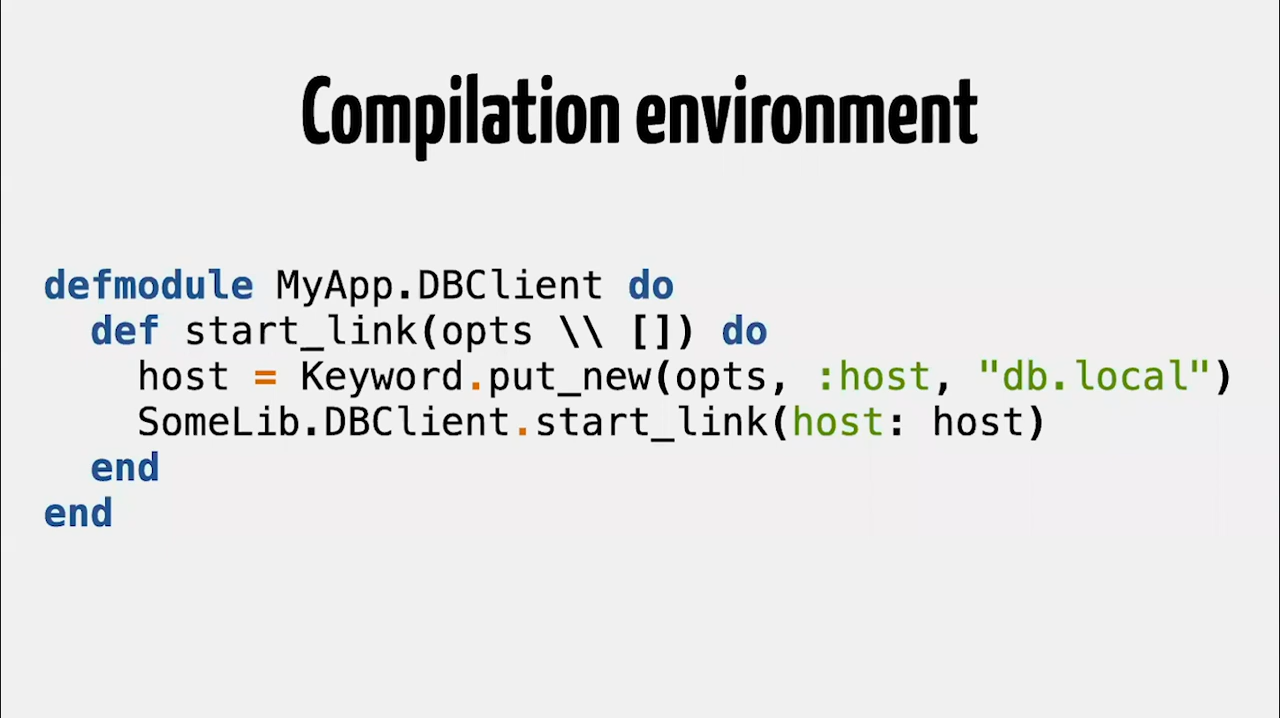 Compilation environment
defmodule MyApp.DBClient do
  def start_link(opts \\ []) do
    host = Keyword.put_new(opts, :host, "db.local")
    SomeLib.DBClient.start_link(host: host)
  end
end